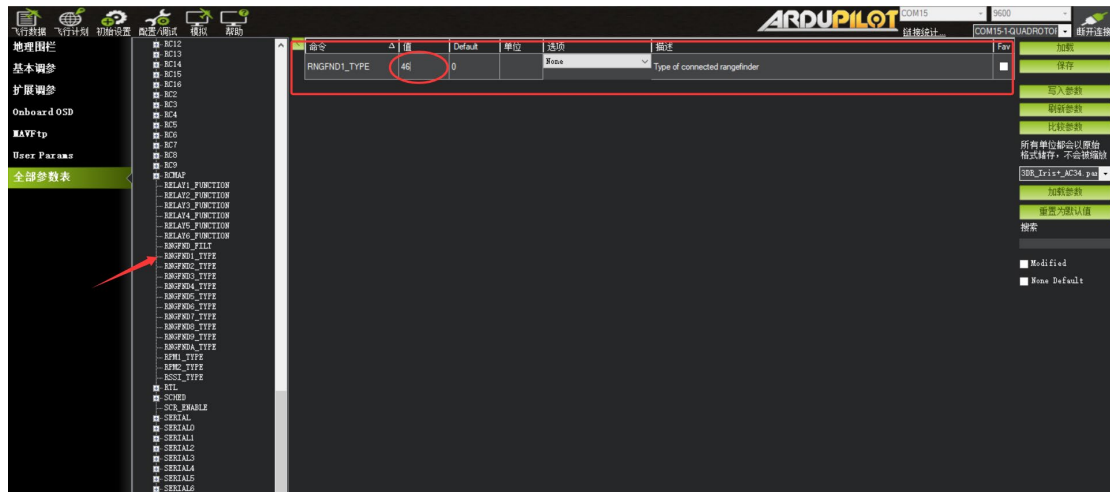 飞行数据 飞行计划 初始设置 配置/调试 模拟 帮助
ARDUPILOT
COM15
9600
链接统计...
COM15-1-QUADROTOR
断开连接
地理围栏
基本调参
扩展调参
Onboard OSD
MAVFtp
User Params
全部参数表
RC12
RC13
RC14
RC15
RC16
RC2
RC3
RC4
RC5
RC6
RC7
RC8
RC9
RCMAP
RELAY1_FUNCTION
RELAY2_FUNCTION
RELAY3_FUNCTION
RELAY4_FUNCTION
RELAY5_FUNCTION
RELAY6_FUNCTION
RNGFND_FILT
RNGFND1_TYPE
RNGFND2_TYPE
RNGFND3_TYPE
RNGFND4_TYPE
RNGFND5_TYPE
RNGFND6_TYPE
RNGFND7_TYPE
RNGFND8_TYPE
RNGFND9_TYPE
RNGFNDA_TYPE
RPM1_TYPE
RPM2_TYPE
RSSI_TYPE
RTL
SCHED
SCR_ENABLE
SERIAL
SERIAL0
SERIAL1
SERIAL2
SERIAL3
SERIAL4
SERIAL5
SERIAL6
命令 值 Default 单位 选项 描述 Fav
RNGFND1_TYPE 46 0 None Type of connected rangefinder
加载
保存
写入参数
刷新参数
比较参数
所有单位都会以原始
格式储存，不会被缩放
3DR_Iris+_AC34.par
加载参数
重置为默认值
搜索
Modified
None Default